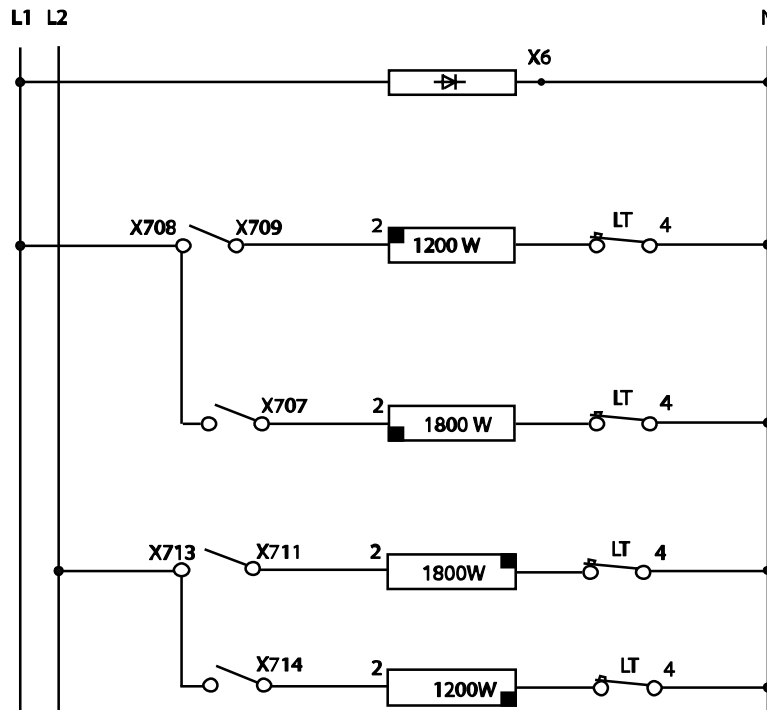 L1 L2 N
X6
X708 X709 2 1200 W LT 4
X707 2 1800 W LT 4
X713 X711 2 1800W LT 4
X714 2 1200W LT 4